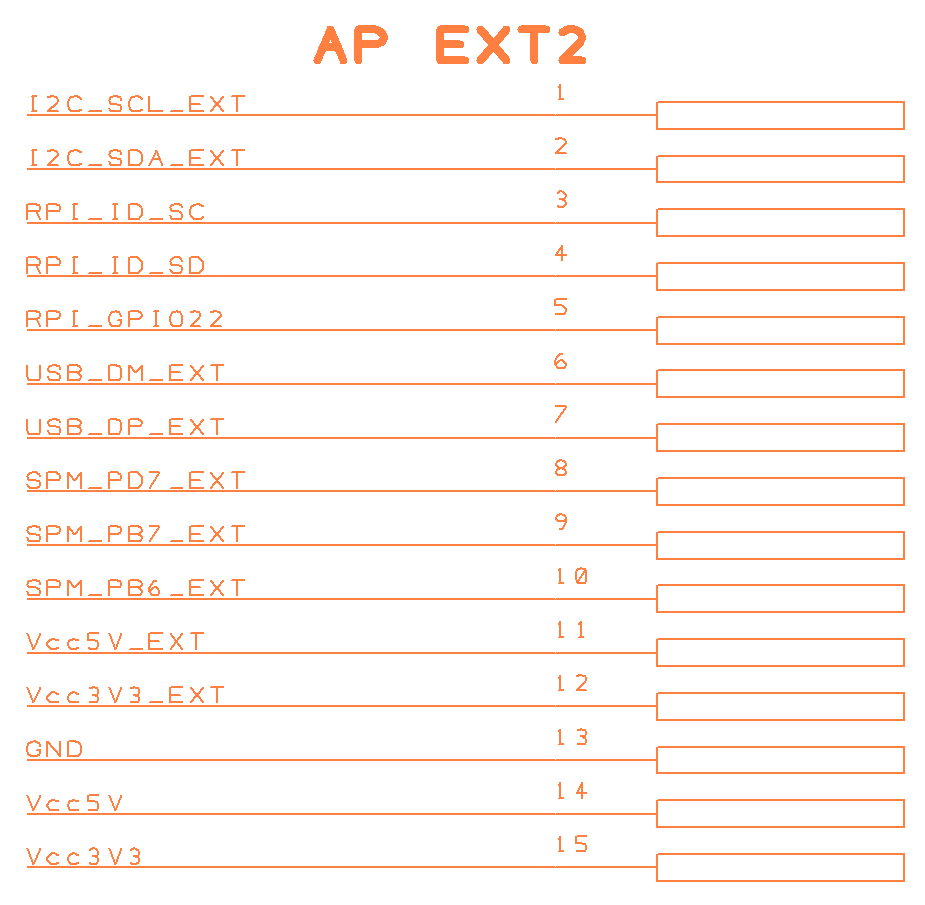 AP EXT2
I2C_SCL_EXT 1
I2C_SDA_EXT 2
RPI_ID_SC 3
RPI_ID_SD 4
RPI_GPIO22 5
USB_DM_EXT 6
USB_DP_EXT 7
SPM_PD7_EXT 8
SPM_PB7_EXT 9
SPM_PB6_EXT 10
Vcc5V_EXT 11
Vcc3V3_EXT 12
GND 13
Vcc5V 14
Vcc3V3 15